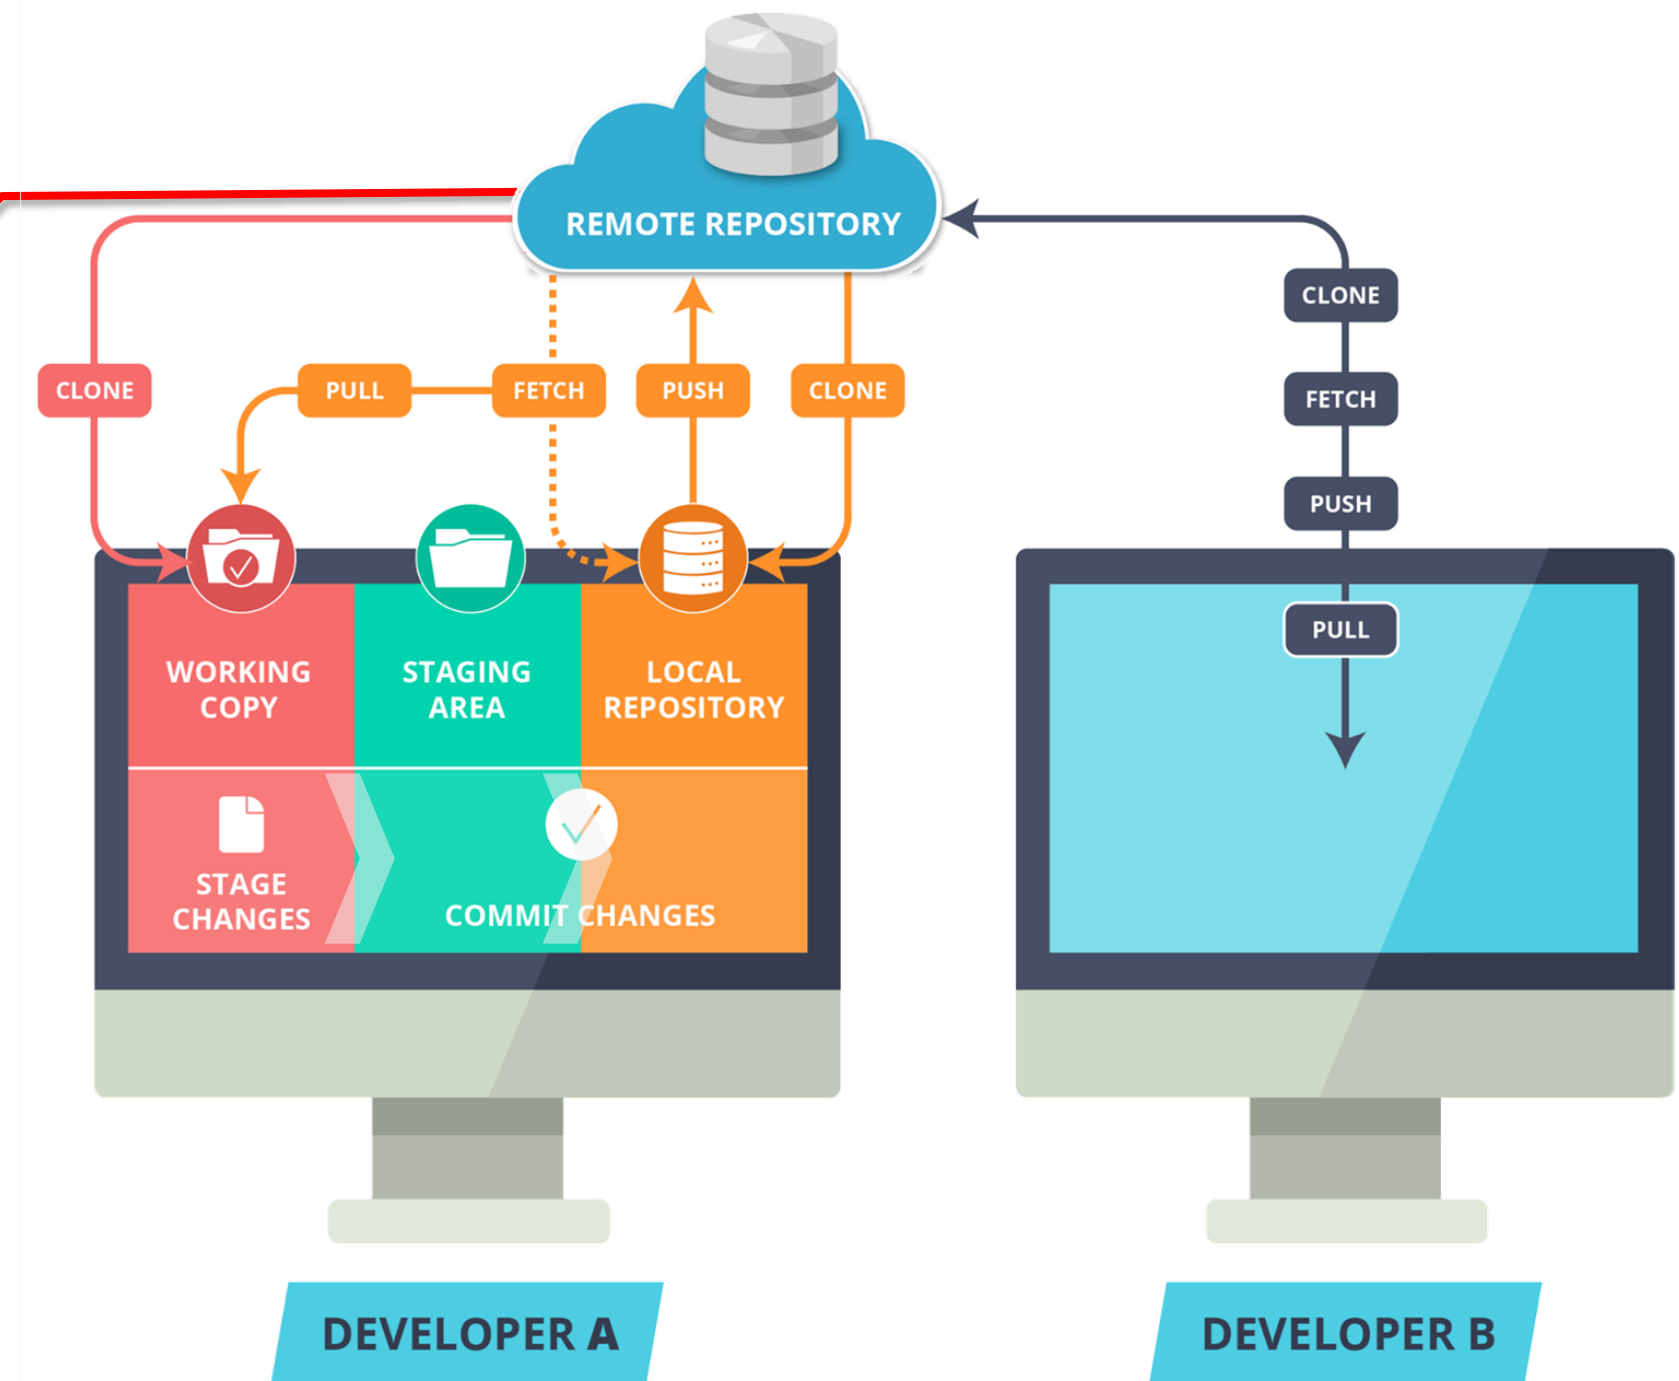 REMOTE REPOSITORY
CLONE
PULL
FETCH
PUSH
CLONE
WORKING
COPY
STAGING
AREA
LOCAL
REPOSITORY
STAGE
CHANGES
COMMIT CHANGES
DEVELOPER A
CLONE
FETCH
PUSH
PULL
DEVELOPER B